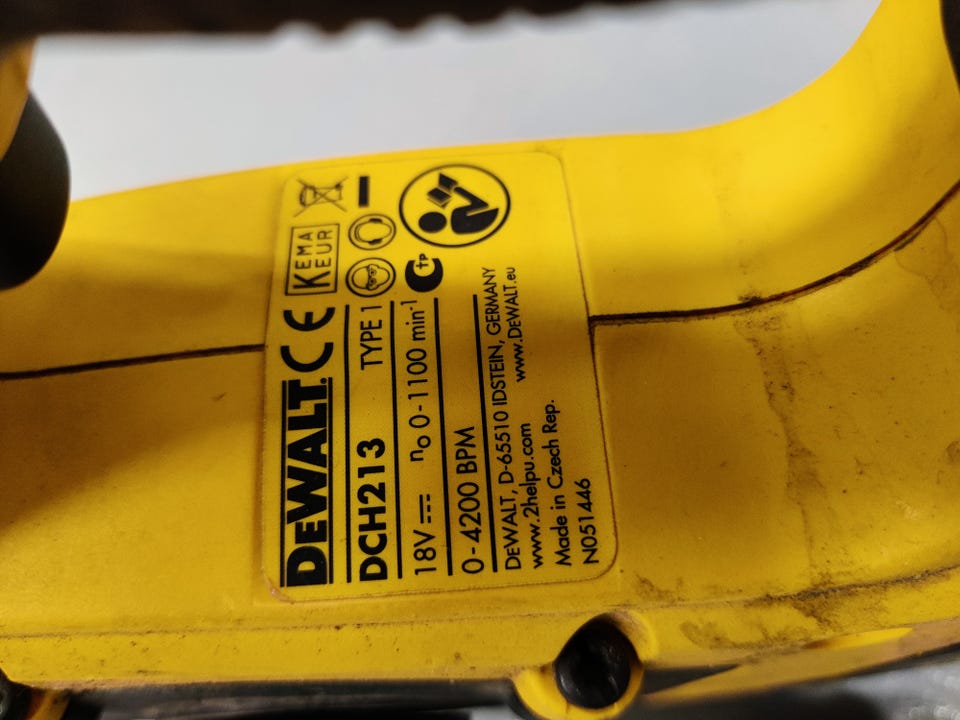 DEWALT. CE KEMA KEUR
DCH213 TYPE 1
18V n₀ 0-1100 min⁻¹
0-4200 BPM
DEWALT, D-65510 IDSTEIN, GERMANY
www.2helpu.com www.DEWALT.eu
Made in Czech Rep.
N051446